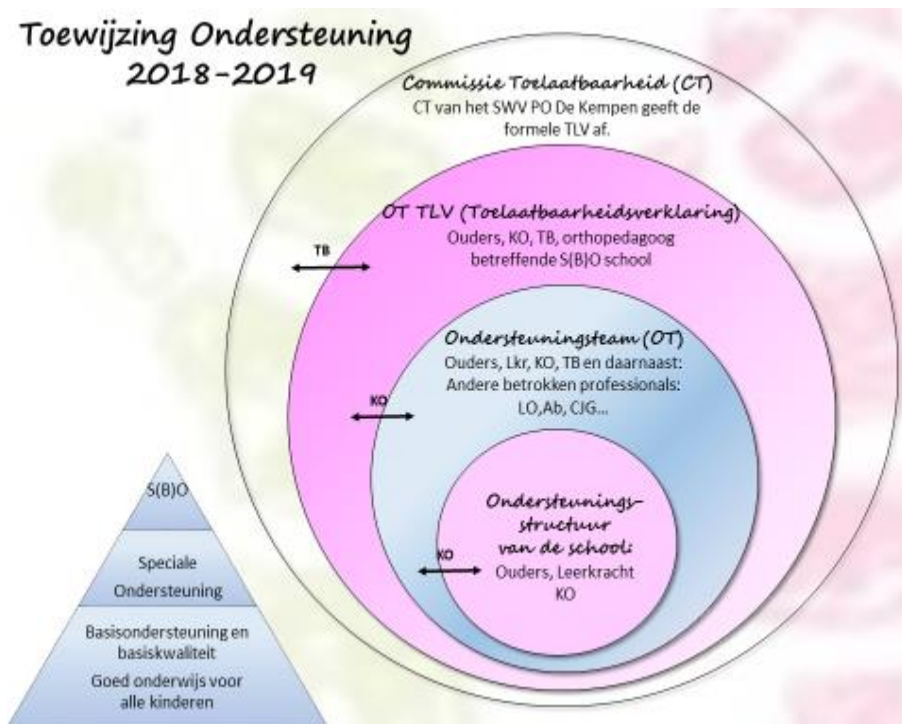 Toewijzing Ondersteuning
2018-2019
Commissie Toelaatbaarheid (CT)
CT van het SWV PO De Kempen geeft de
formele TLV af.
OT TLV (Toelaatbaarheidsverklaring)
Ouders, KO, TB, orthopedagoog
betreffende S(B)O school
TB
Ondersteuningsteam (OT)
Ouders, Lkr, KO, TB en daarnaast:
Andere betrokken professionals:
LO,Ab, CJG...
KO
Ondersteunings-
structuur
van de school:
Ouders, Leerkracht
KO
KO
S(B)O
Speciale
Ondersteuning
Basisondersteuning en
basiskwaliteit
Goed onderwijs voor
alle kinderen